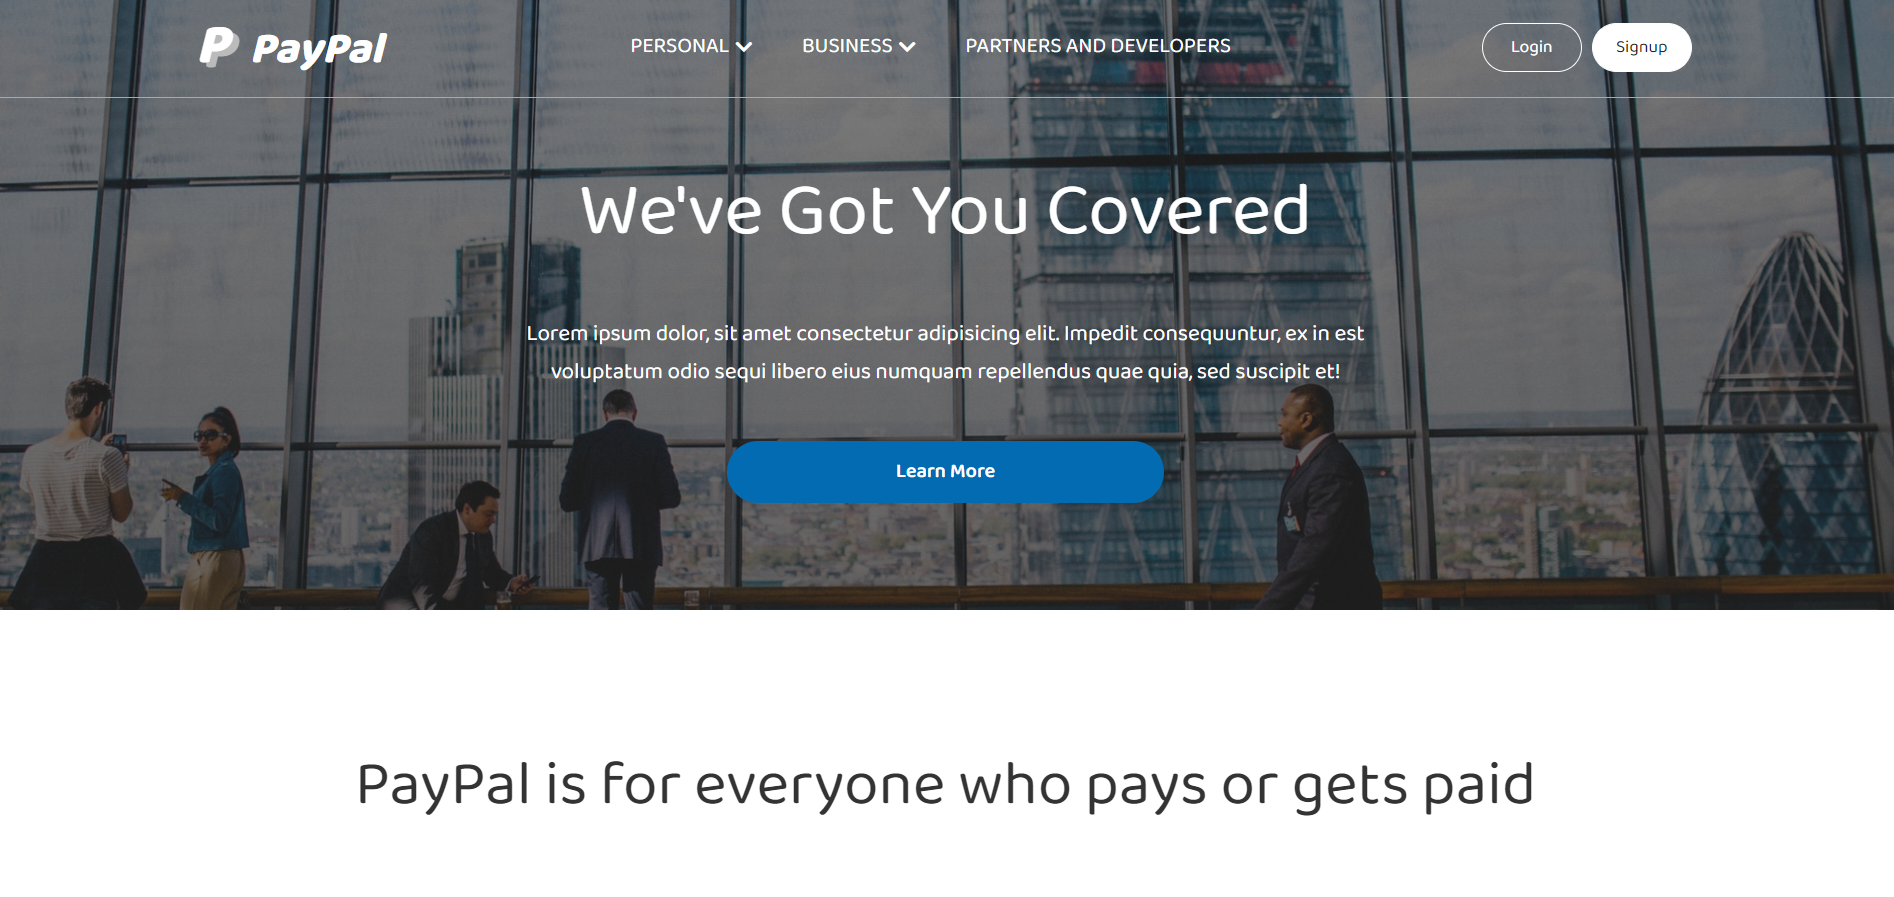 PayPal
PERSONAL
BUSINESS
PARTNERS AND DEVELOPERS
Login
Signup
We've Got You Covered
Lorem ipsum dolor, sit amet consectetur adipisicing elit. Impedit consequuntur, ex in est
voluptatum odio sequi libero eius numquam repellendus quae quia, sed suscipit et!
Learn More
PayPal is for everyone who pays or gets paid